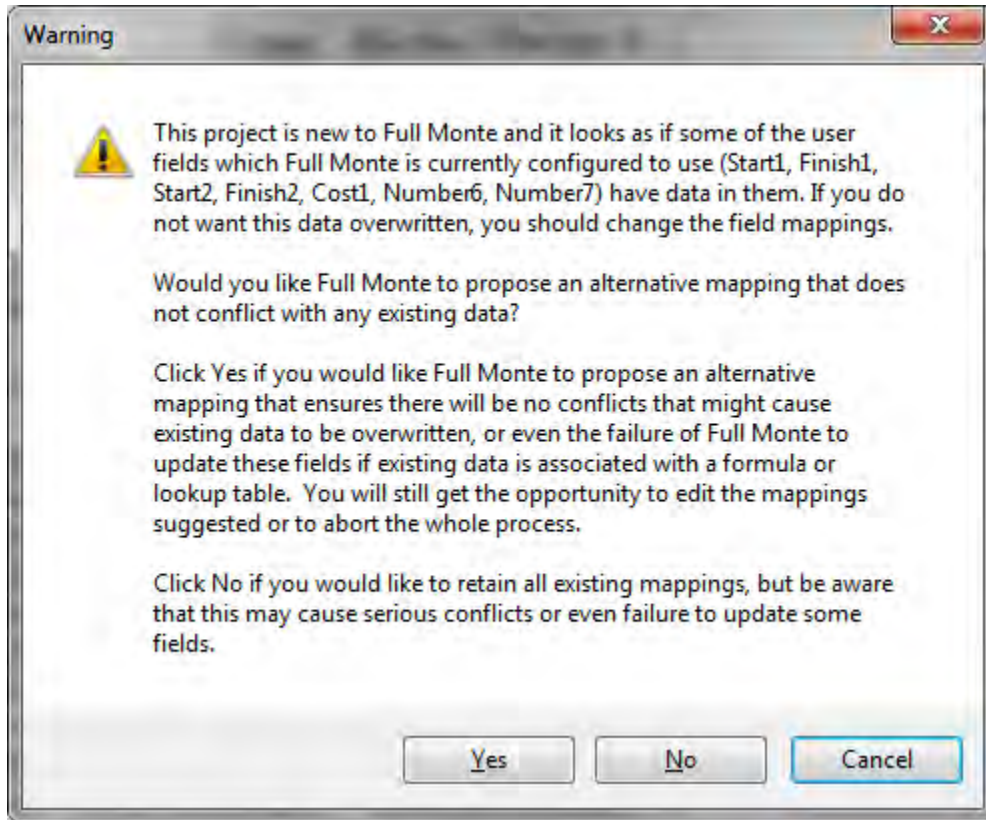 Warning
This project is new to Full Monte and it looks as if some of the user
fields which Full Monte is currently configured to use (Start1, Finish1,
Start2, Finish2, Cost1, Number6, Number7) have data in them. If you do
not want this data overwritten, you should change the field mappings.
Would you like Full Monte to propose an alternative mapping that does
not conflict with any existing data?
Click Yes if you would like Full Monte to propose an alternative
mapping that ensures there will be no conflicts that might cause
existing data to be overwritten, or even the failure of Full Monte to
update these fields if existing data is associated with a formula or
lookup table.  You will still get the opportunity to edit the mappings
suggested or to abort the whole process.
Click No if you would like to retain all existing mappings, but be aware
that this may cause serious conflicts or even failure to update some
fields.
Yes No Cancel